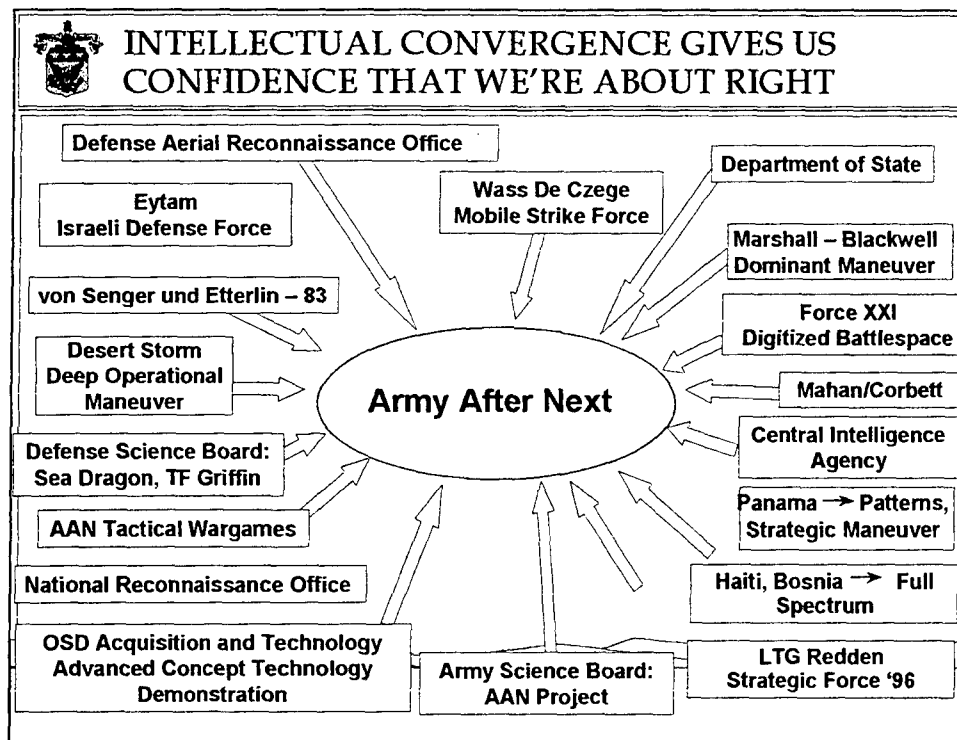 INTELLECTUAL CONVERGENCE GIVES US
CONFIDENCE THAT WE'RE ABOUT RIGHT
Defense Aerial Reconnaissance Office
Eytam
Israeli Defense Force
Wass De Czege
Mobile Strike Force
Department of State
Marshall – Blackwell
Dominant Maneuver
von Senger und Etterlin – 83
Force XXI
Digitized Battlespace
Desert Storm
Deep Operational
Maneuver
Army After Next
Mahan/Corbett
Defense Science Board:
Sea Dragon, TF Griffin
Central Intelligence
Agency
AAN Tactical Wargames
Panama → Patterns,
Strategic Maneuver
National Reconnaissance Office
Haiti, Bosnia → Full
Spectrum
OSD Acquisition and Technology
Advanced Concept Technology
Demonstration
Army Science Board:
AAN Project
LTG Redden
Strategic Force '96